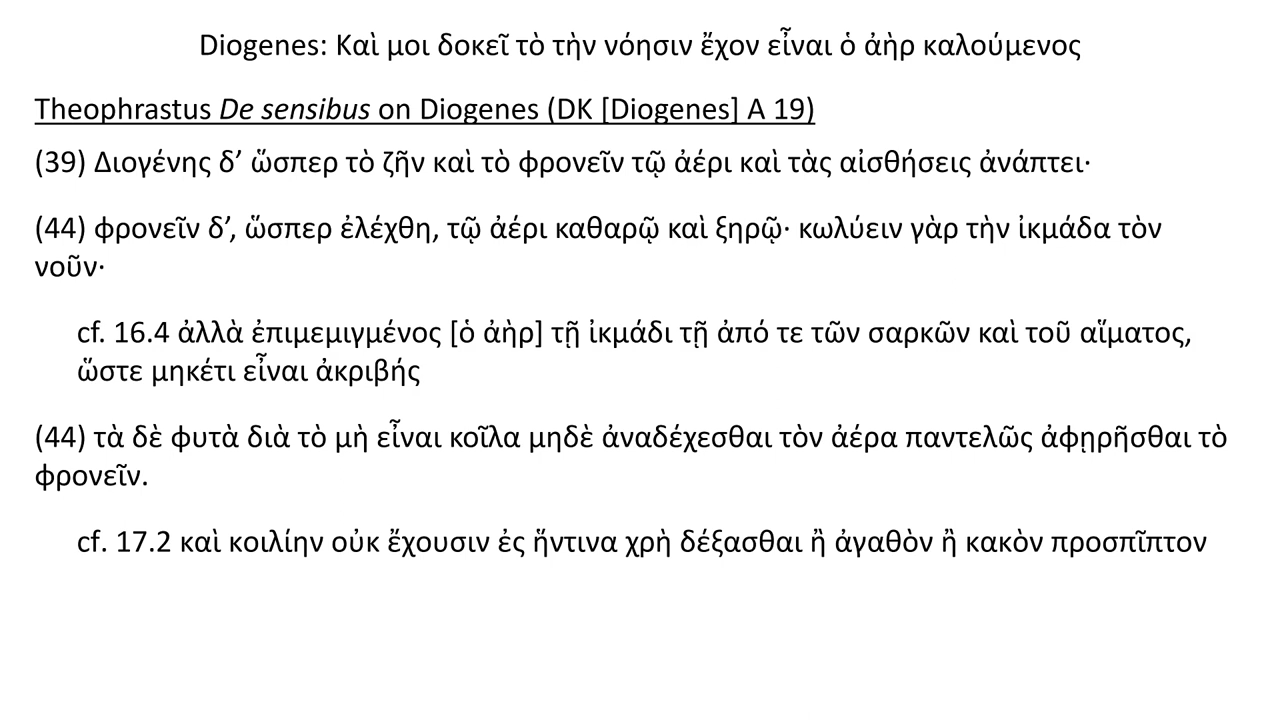 Diogenes: Καὶ μοι δοκεῖ τὸ τὴν νόησιν ἔχον εἶναι ὁ ἀὴρ καλούμενος
Theophrastus De sensibus on Diogenes (DK [Diogenes] A 19)
(39) Διογένης δ’ ὥσπερ τὸ ζῆν καὶ τὸ φρονεῖν τῷ ἀέρι καὶ τὰς αἰσθήσεις ἀνάπτει·
(44) φρονεῖν δ’, ὥσπερ ἐλέχθη, τῷ ἀέρι καθαρῷ καὶ ξηρῷ· κωλύειν γὰρ τὴν ἰκμάδα τὸν
νοῦν·
cf. 16.4 ἀλλὰ ἐπιμεμιγμένος [ὁ ἀὴρ] τῇ ἰκμάδι τῇ ἀπό τε τῶν σαρκῶν καὶ τοῦ αἵματος,
ὥστε μηκέτι εἶναι ἀκριβής
(44) τὰ δὲ φυτὰ διὰ τὸ μὴ εἶναι κοῖλα μηδὲ ἀναδέχεσθαι τὸν ἀέρα παντελῶς ἀφῃρῆσθαι τὸ
φρονεῖν.
cf. 17.2 καὶ κοιλίην οὐκ ἔχουσιν ἐς ἥντινα χρὴ δέξασθαι ἢ ἀγαθὸν ἢ κακὸν προσπῖπτον